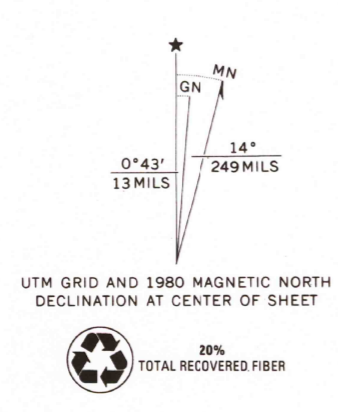 MN
GN
0°43′
13 MILS
14°
249 MILS
UTM GRID AND 1980 MAGNETIC NORTH
DECLINATION AT CENTER OF SHEET
20%
TOTAL RECOVERED FIBER